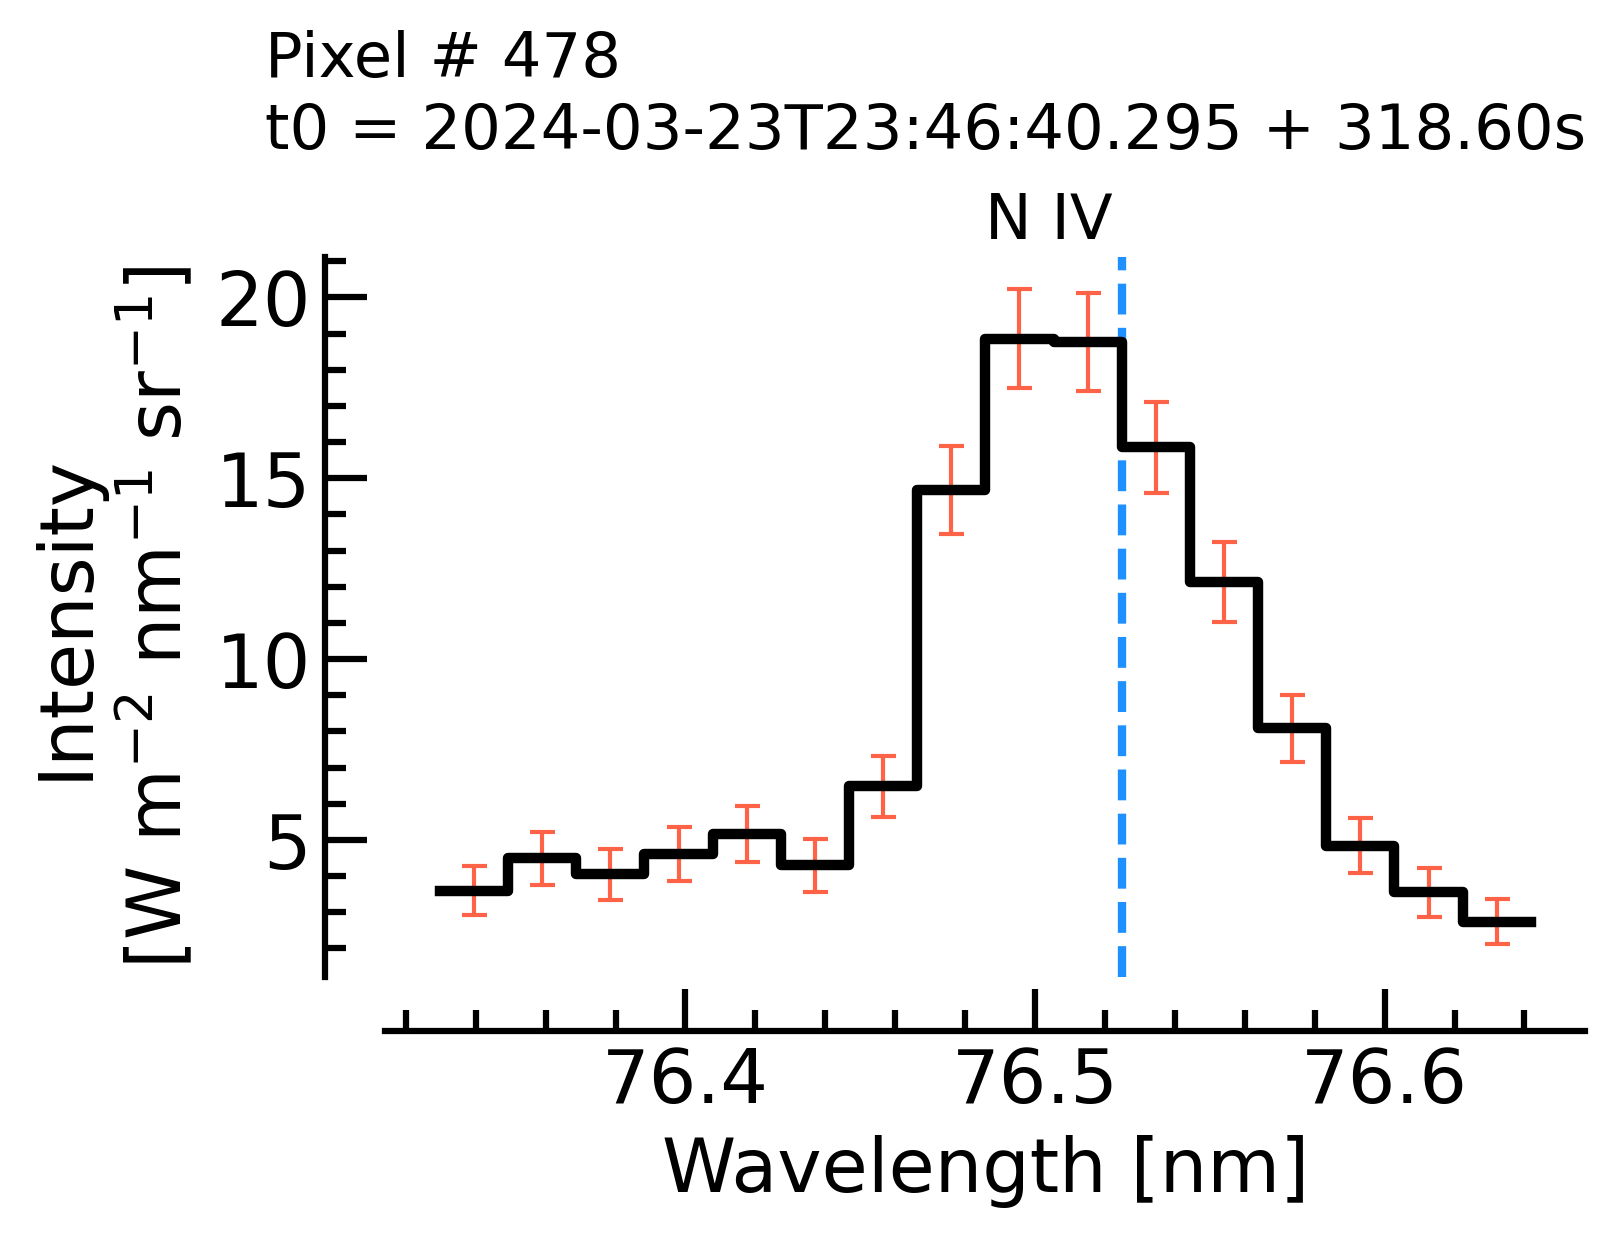 Pixel # 478
t0 = 2024-03-23T23:46:40.295 + 318.60s
N IV
Intensity
[W m⁻² nm⁻¹ sr⁻¹]
20
15
10
5
76.4 76.5 76.6
Wavelength [nm]